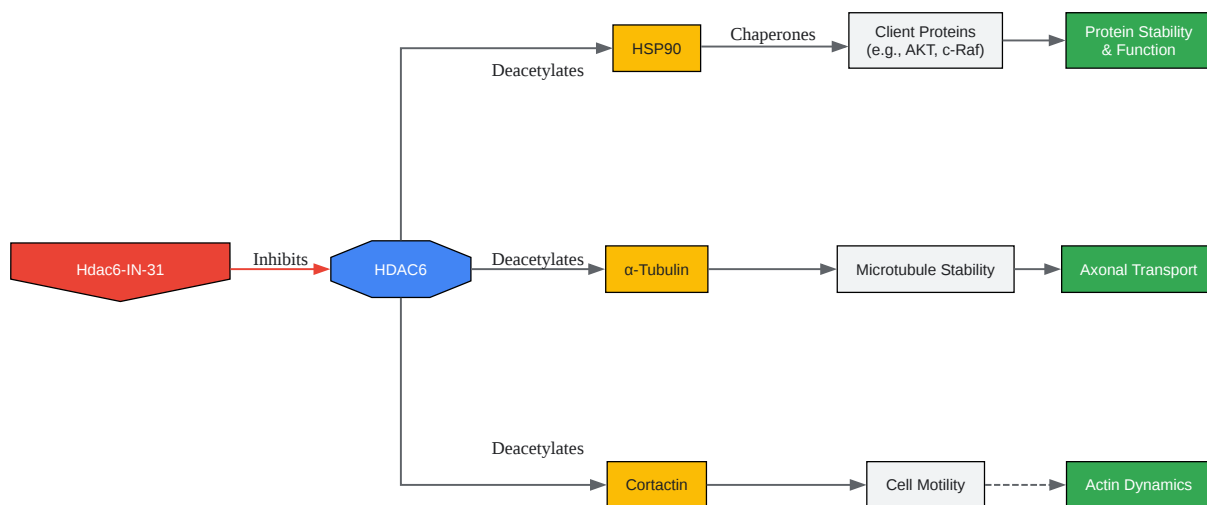 HSP90
Chaperones
Client Proteins
(e.g., AKT, c-Raf)
Protein Stability
& Function
Deacetylates
Hdac6-IN-31
Inhibits
HDAC6
Deacetylates
α-Tubulin
Microtubule Stability
Axonal Transport
Deacetylates
Cortactin
Cell Motility
Actin Dynamics